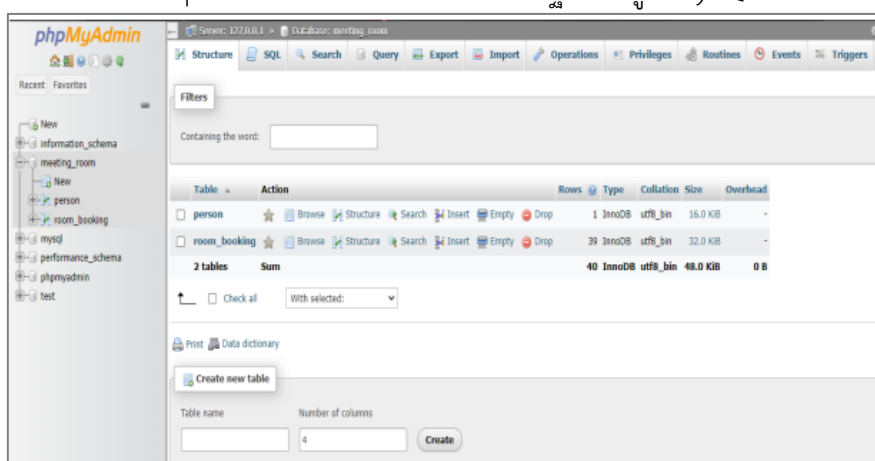 phpMyAdmin
Recent Favorites
New
information_schema
meeting_room
New
person
room_booking
mysql
performance_schema
phpmyadmin
test
Server: 127.0.0.1 » Database: meeting_room
Structure SQL Search Query Export Import Operations Privileges Routines Events Triggers
Filters
Containing the word:
Table Action Rows Type Collation Size Overhead
person Browse Structure Search Insert Empty Drop 1 InnoDB utf8_bin 16.0 KiB -
room_booking Browse Structure Search Insert Empty Drop 39 InnoDB utf8_bin 32.0 KiB -
2 tables Sum 40 InnoDB utf8_bin 48.0 KiB 0 B
Check all With selected:
Print Data dictionary
Create new table
Table name Number of columns
4 Create